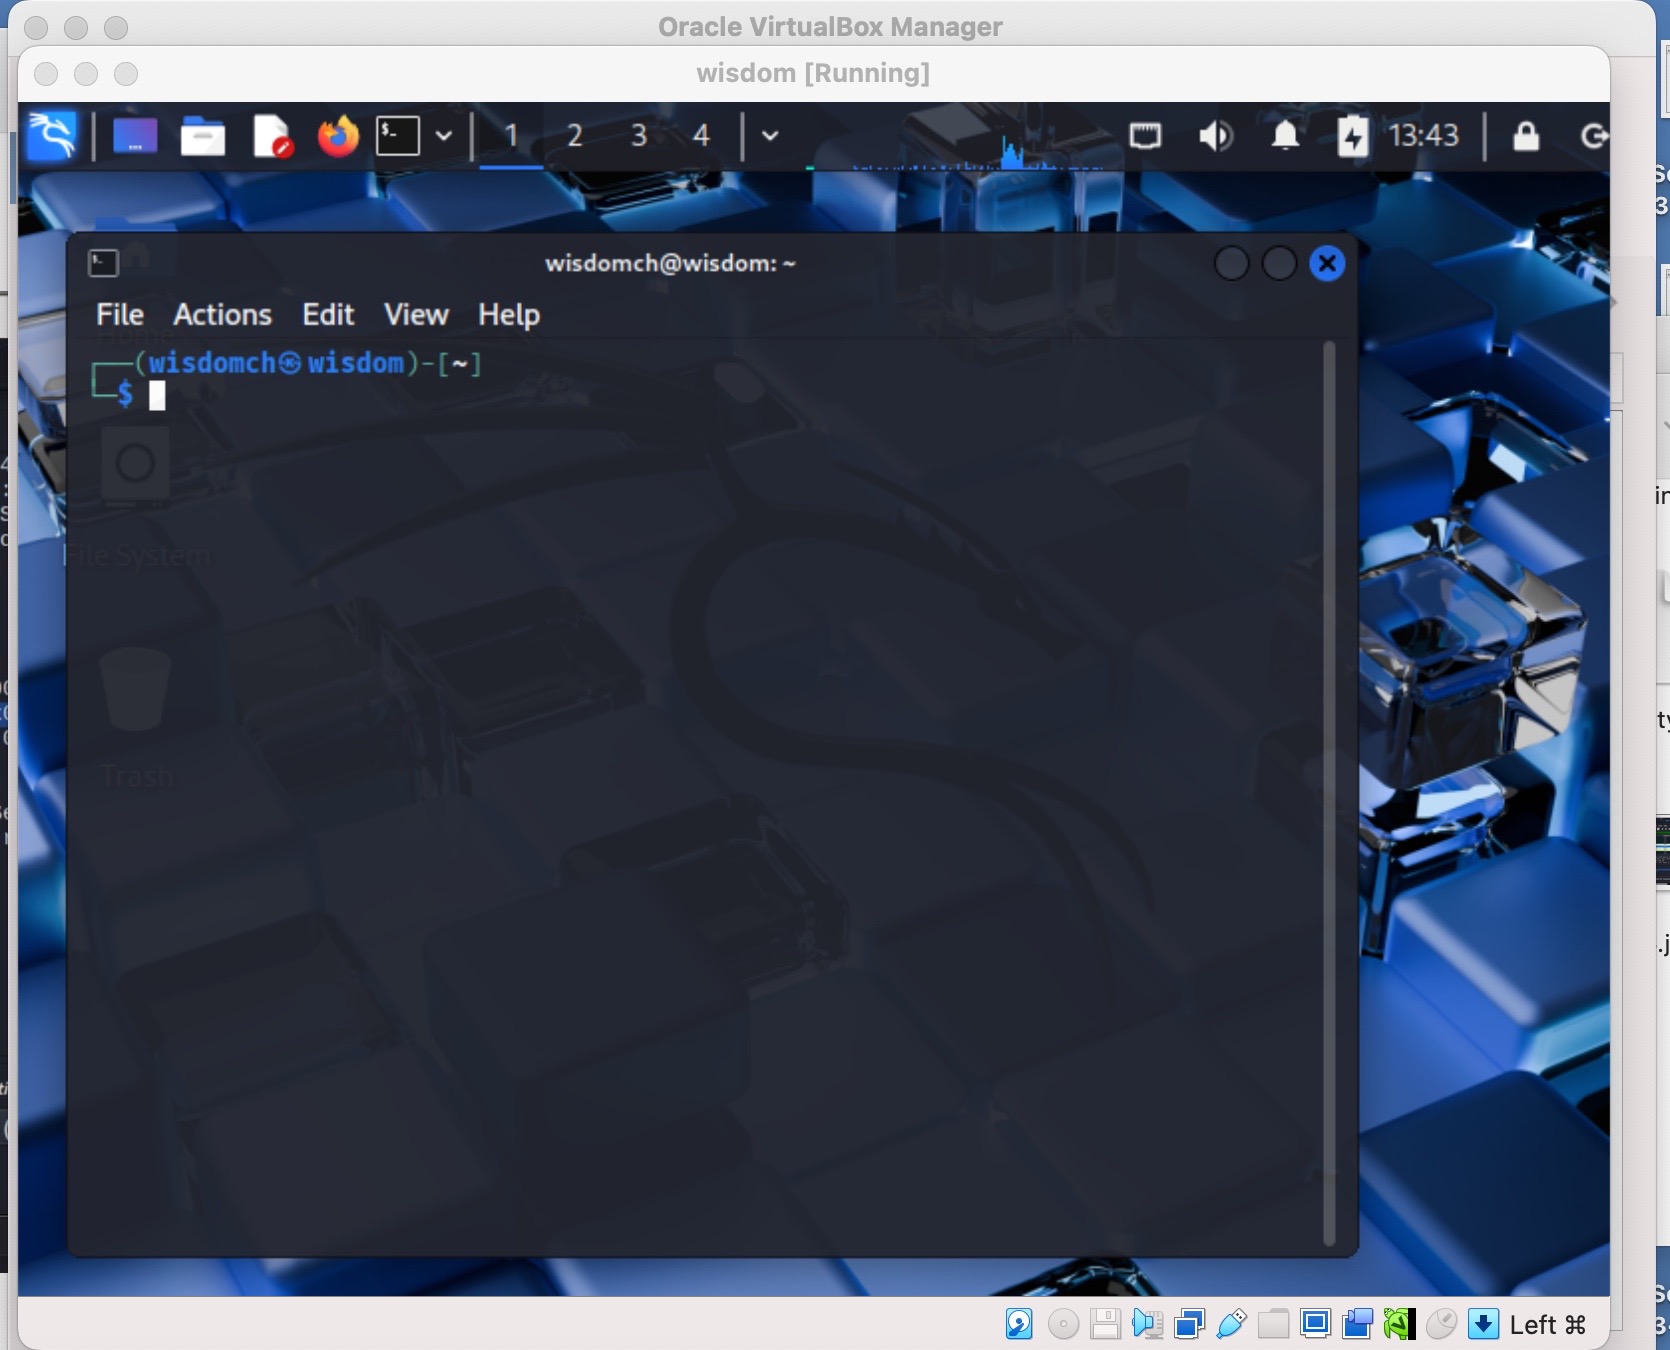 Oracle VirtualBox Manager
wisdom [Running]
1 2 3 4 13:43
wisdomch@wisdom: ~
File Actions Edit View Help
Home
(wisdomch㉿wisdom)-[~]
$
File System
Trash
Left ⌘